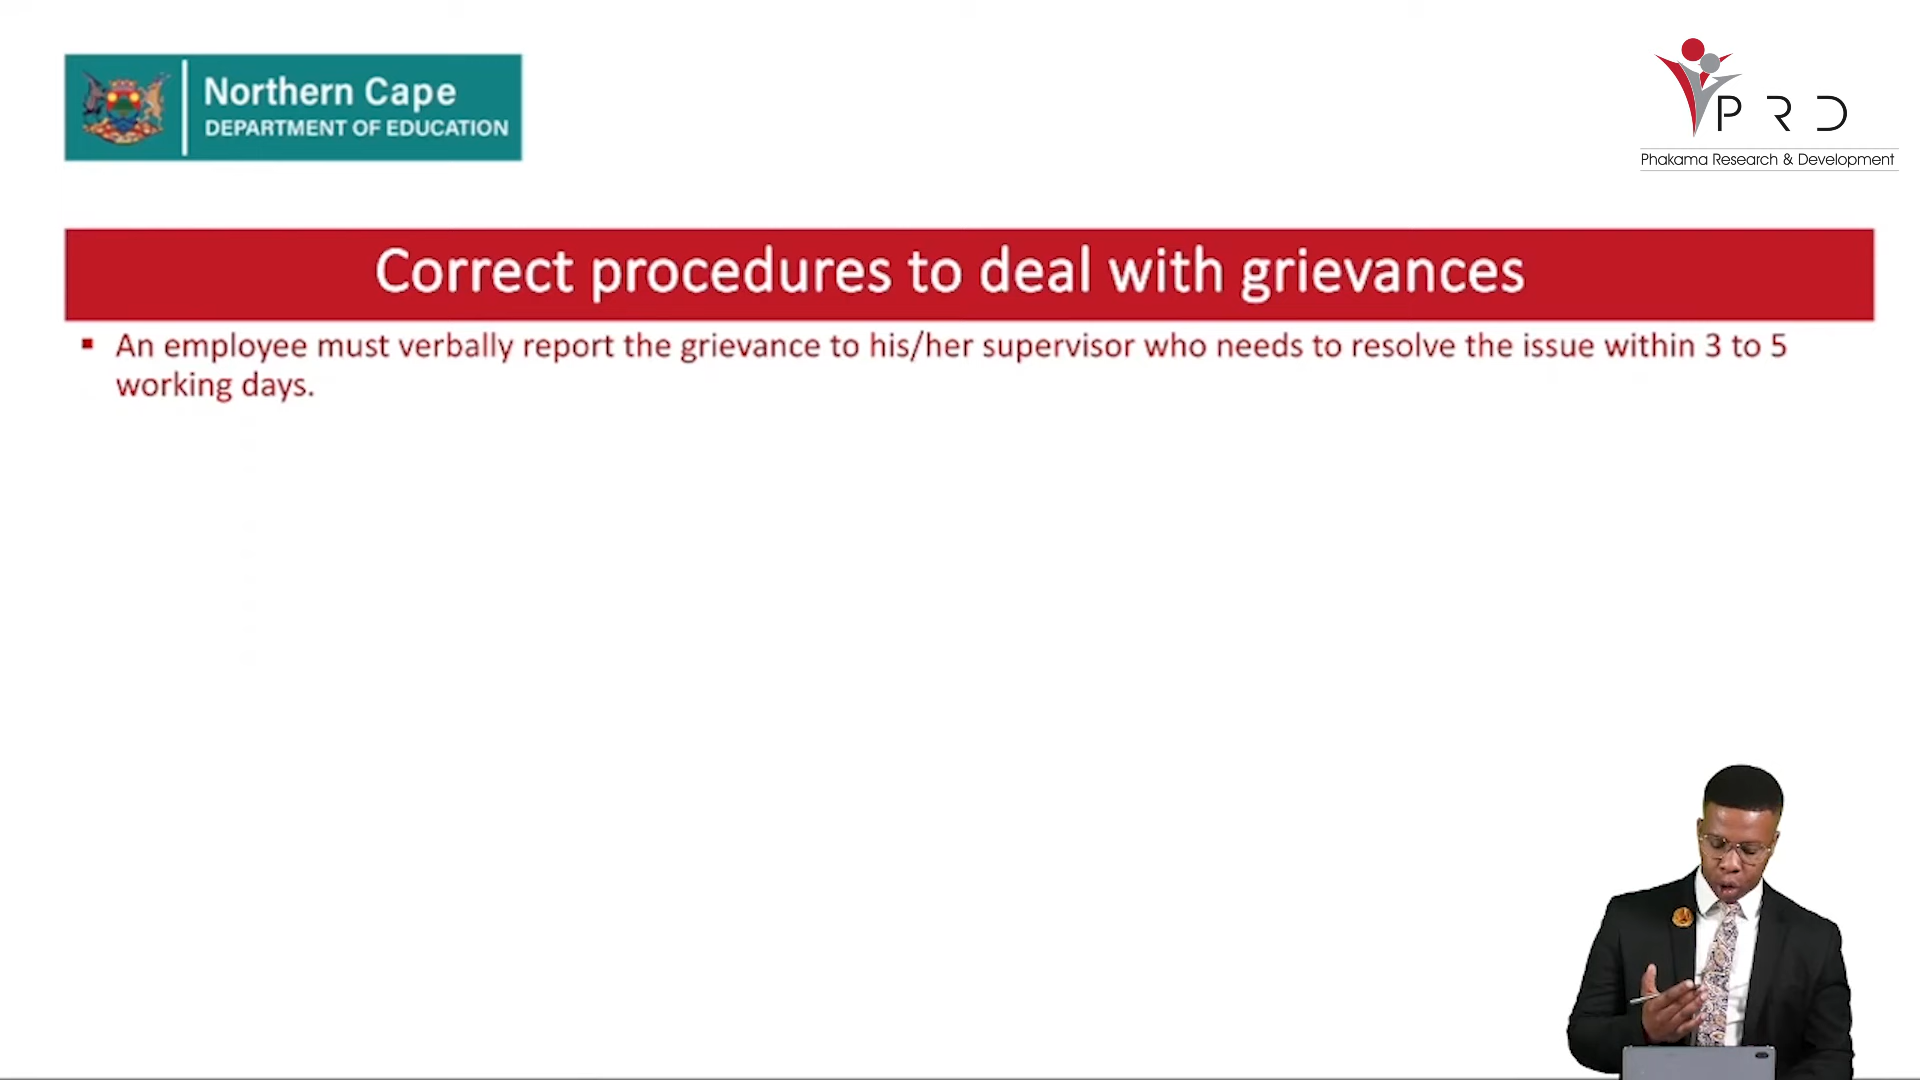 Northern Cape
DEPARTMENT OF EDUCATION
P R D
Phakama Research & Development
Correct procedures to deal with grievances
▪ An employee must verbally report the grievance to his/her supervisor who needs to resolve the issue within 3 to 5
working days.